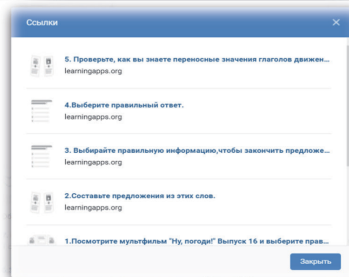 Ссылки
5. Проверьте, как вы знаете переносные значения глаголов движен...
learningapps.org
4.Выберите правильный ответ.
learningapps.org
3. Выбирайте правильную информацию,чтобы закончить предложе...
learningapps.org
2.Составьте предложения из этих слов.
learningapps.org
1.Посмотрите мультфильм "Ну, погоди!" Выпуск 16 и выберите прав...
Закрыть